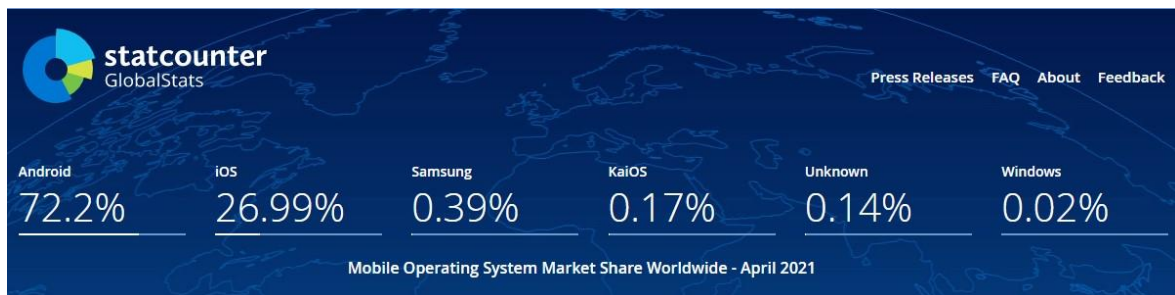 statcounter
GlobalStats
Press Releases FAQ About Feedback
Android iOS Samsung KaiOS Unknown Windows
72.2% 26.99% 0.39% 0.17% 0.14% 0.02%
Mobile Operating System Market Share Worldwide - April 2021